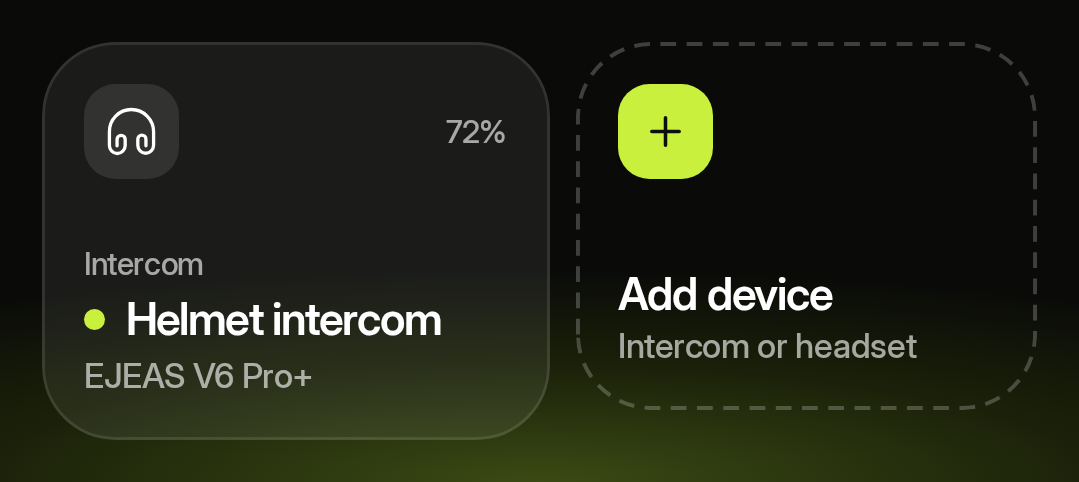 72%
Intercom
Helmet intercom
EJEAS V6 Pro+
Add device
Intercom or headset